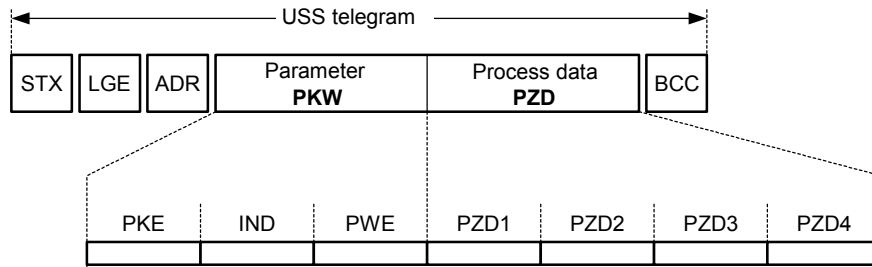 USS telegram
STX LGE ADR Parameter PKW Process data PZD BCC
PKE IND PWE PZD1 PZD2 PZD3 PZD4